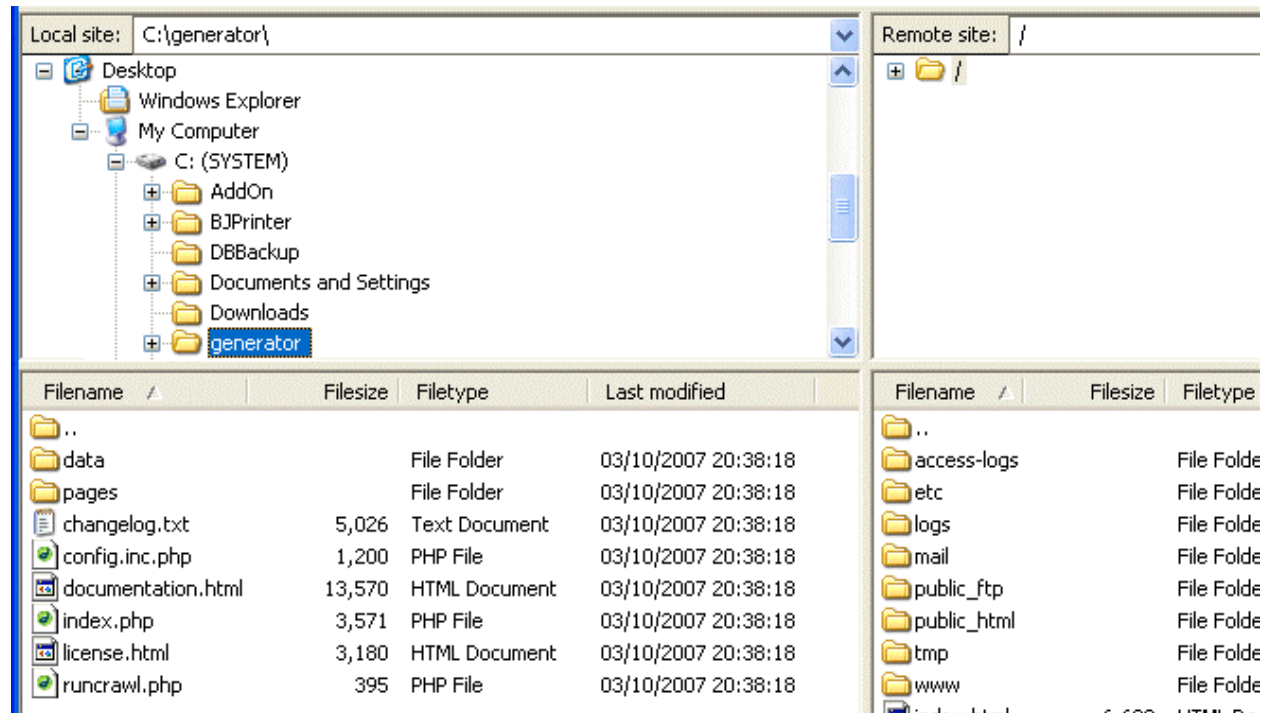 Local site: C:\generator\
Desktop
Windows Explorer
My Computer
C: (SYSTEM)
AddOn
BJPrinter
DBBackup
Documents and Settings
Downloads
generator
Filename Filesize Filetype Last modified
..
data File Folder 03/10/2007 20:38:18
pages File Folder 03/10/2007 20:38:18
changelog.txt 5,026 Text Document 03/10/2007 20:38:18
config.inc.php 1,200 PHP File 03/10/2007 20:38:18
documentation.html 13,570 HTML Document 03/10/2007 20:38:18
index.php 3,571 PHP File 03/10/2007 20:38:18
license.html 3,180 HTML Document 03/10/2007 20:38:18
runcrawl.php 395 PHP File 03/10/2007 20:38:18
Remote site: /
/
Filename Filesize Filetype
..
access-logs File Folde
etc File Folde
logs File Folde
mail File Folde
public_ftp File Folde
public_html File Folde
tmp File Folde
www File Folde